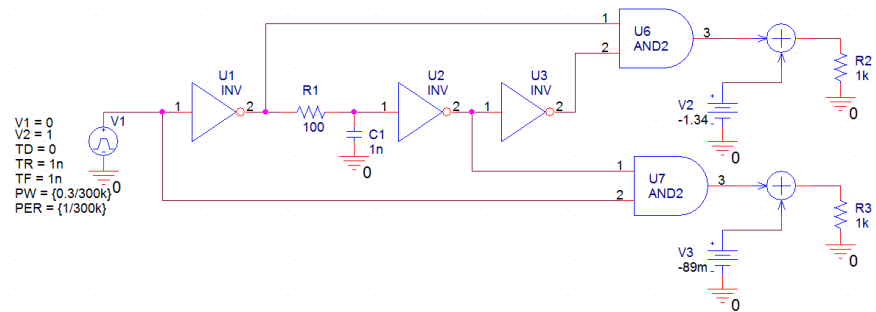 U6
AND2
1
2
3
R2
1k
0
V2
-1.34
+
-
0
U1
INV
1
2
R1
100
U2
INV
1
2
U3
INV
1
2
C1
1n
0
V1
+
-
0
V1 = 0
V2 = 1
TD = 0
TR = 1n
TF = 1n
PW = {0.3/300k}
PER = {1/300k}
U7
AND2
1
2
3
R3
1k
0
V3
-89m
+
-
0